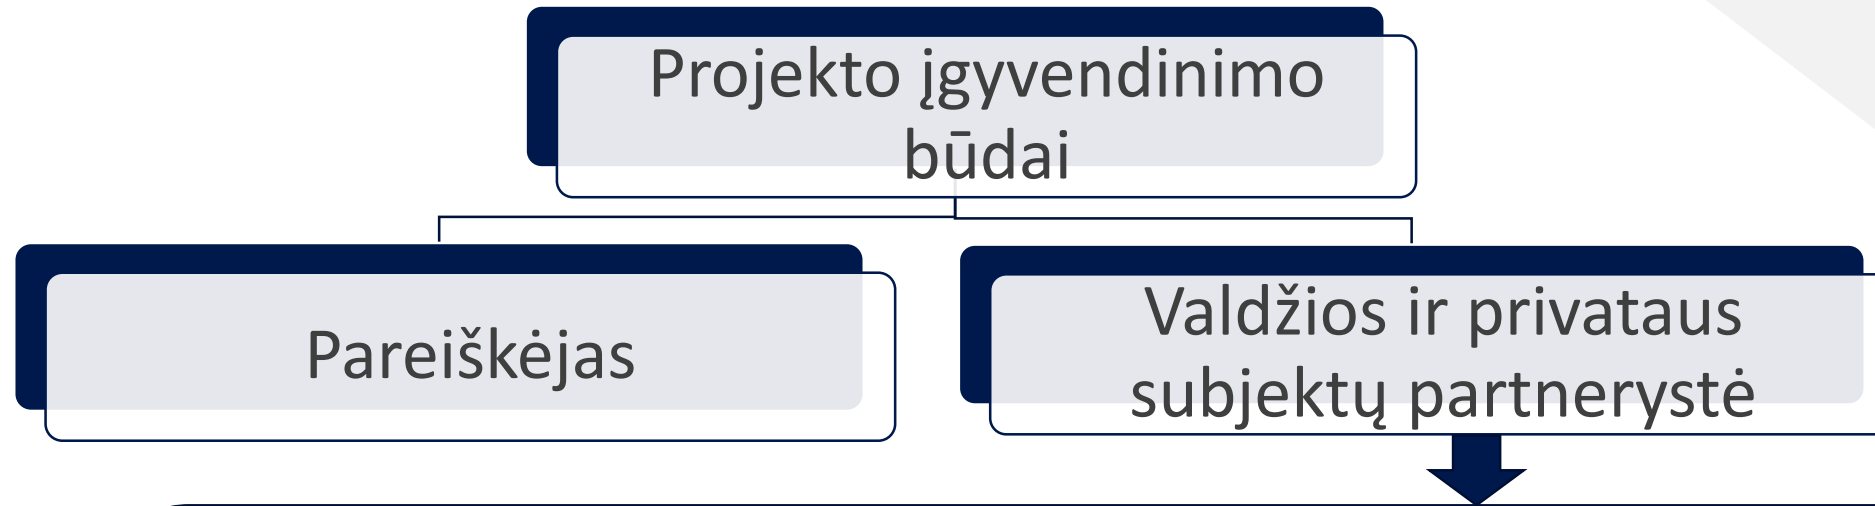 Projekto įgyvendinimo
būdai
Pareiškėjas
Valdžios ir privataus
subjektų partnerystė